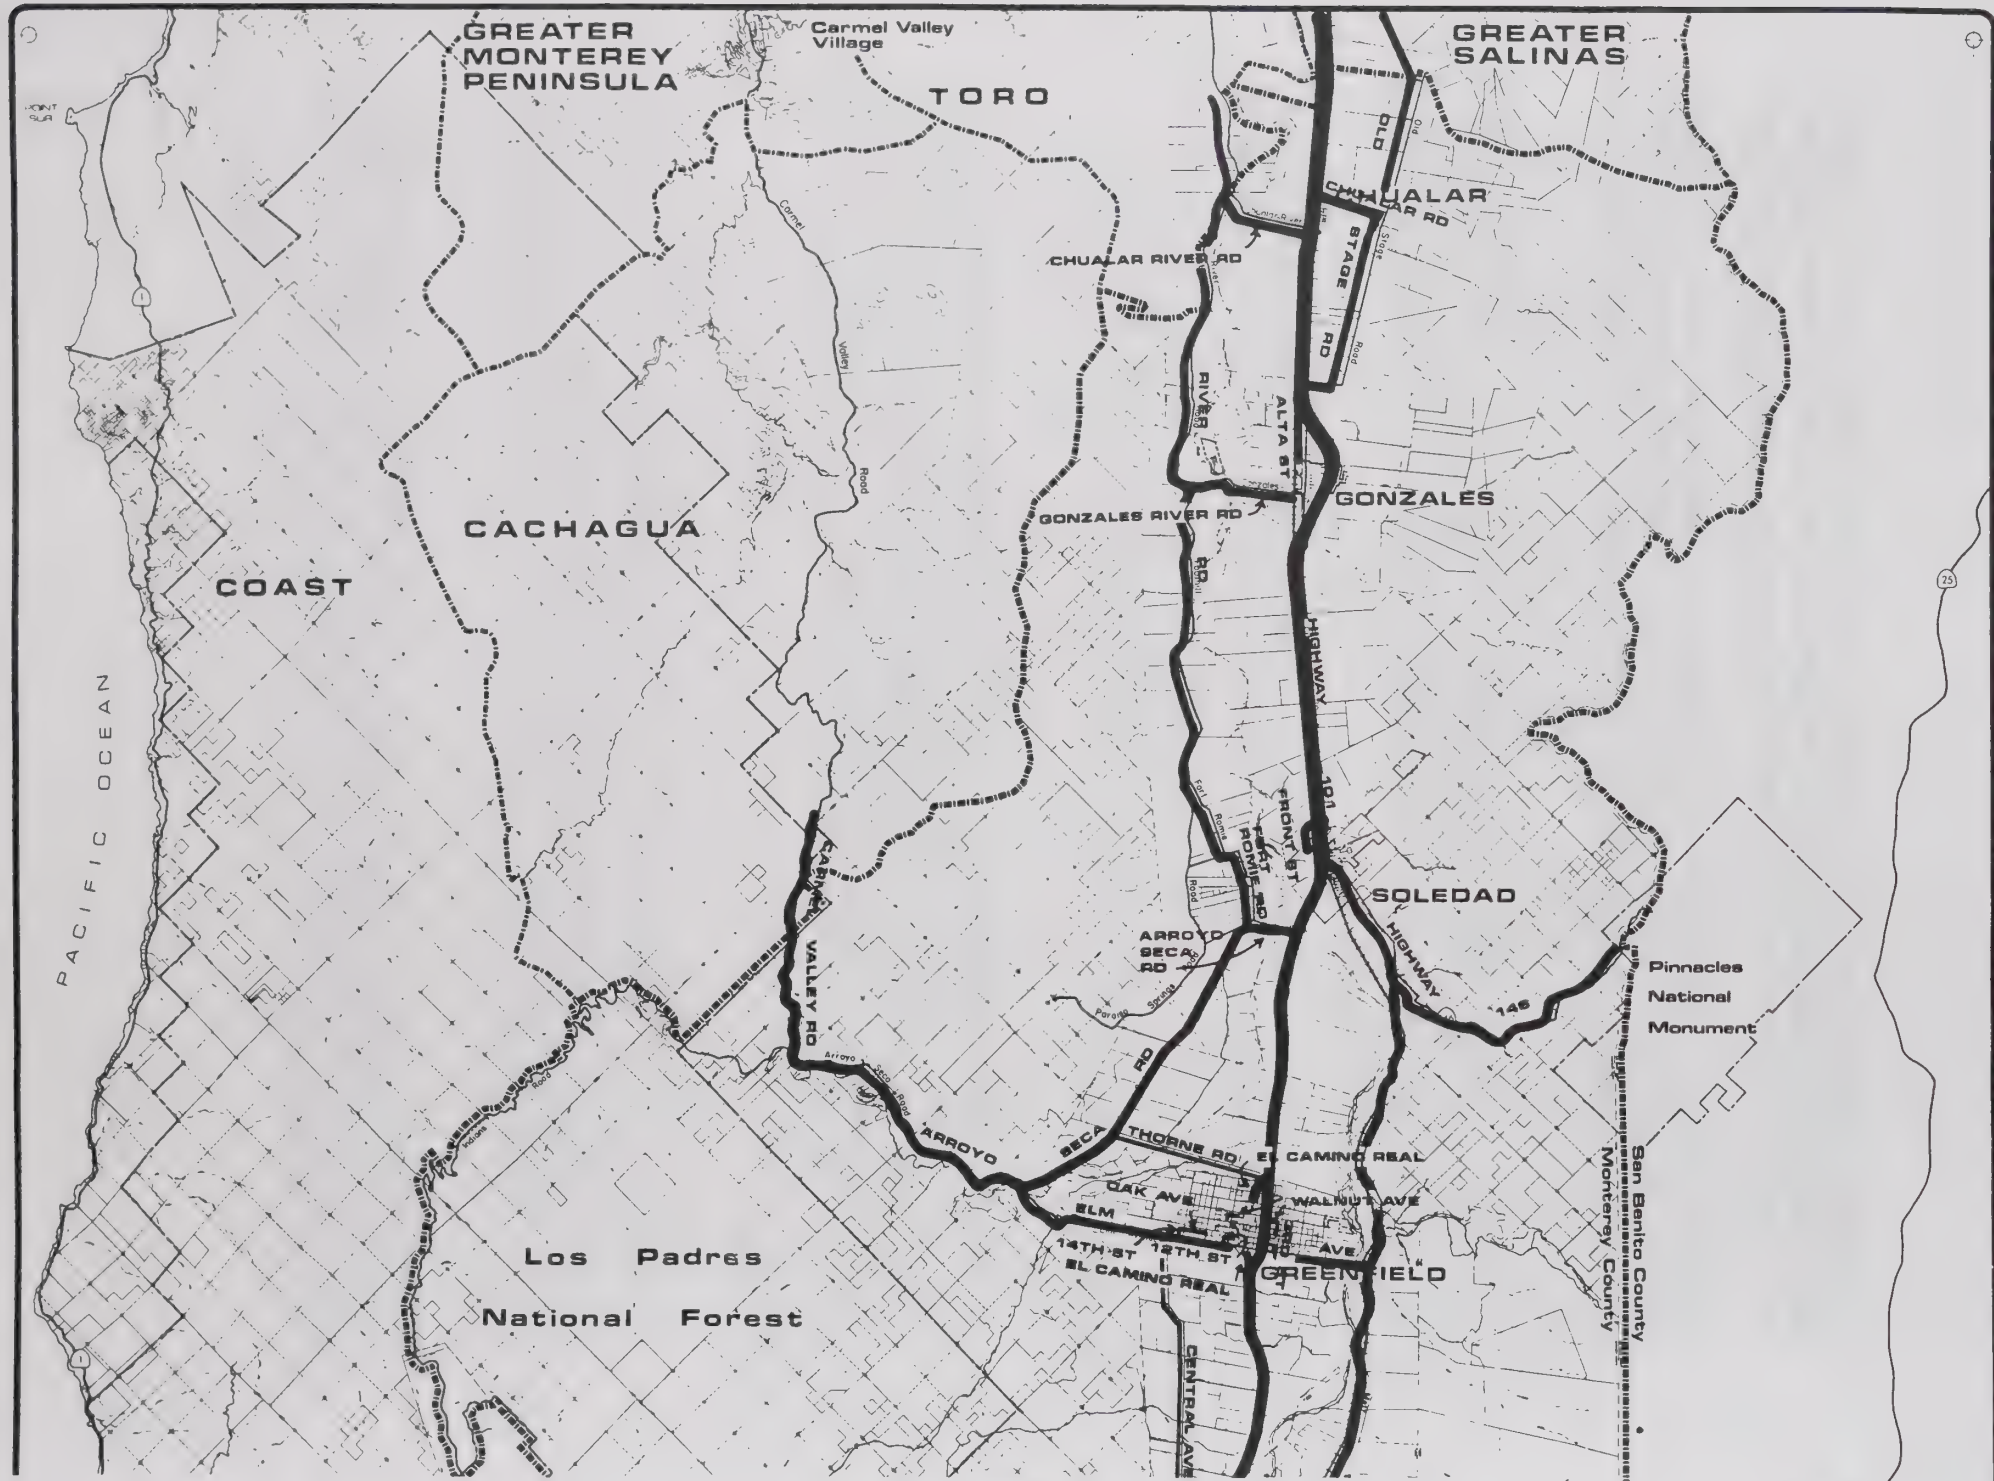 GREATER
MONTEREY
PENINSULA
Carmel Valley
Village
GREATER
SALINAS
TORO
POINT
SUR
OLD
Old
CHUALAR
CHUALAR RD
STAGE
Stage
RD
Road
CHUALAR RIVER RD
River
Carmel
Valley
Road
1
RIVER
ALTA ST
GONZALES
GONZALES RIVER RD
RD
CACHAGUA
COAST
25
HIGHWAY
101
PACIFIC OCEAN
Fort
Romie
Road
FRONT ST
FORT
ROMIE RD
SOLEDAD
CARMEL
VALLEY RD
ARROYO
SECA
RD
HIGHWAY
146
Pinnacles
National
Monument
Paraiso
Springs
Road
RD
Arroyo
Seco
Road
Indians
Road
ARROYO
SECA
THORNE RD
EL CAMINO REAL
OAK AVE
WALNUT AVE
ELM
AVE
14TH ST
12TH ST
GREENFIELD
EL CAMINO REAL
San Benito County
Monterey County
Los Padres
National Forest
1
CENTRAL AVE